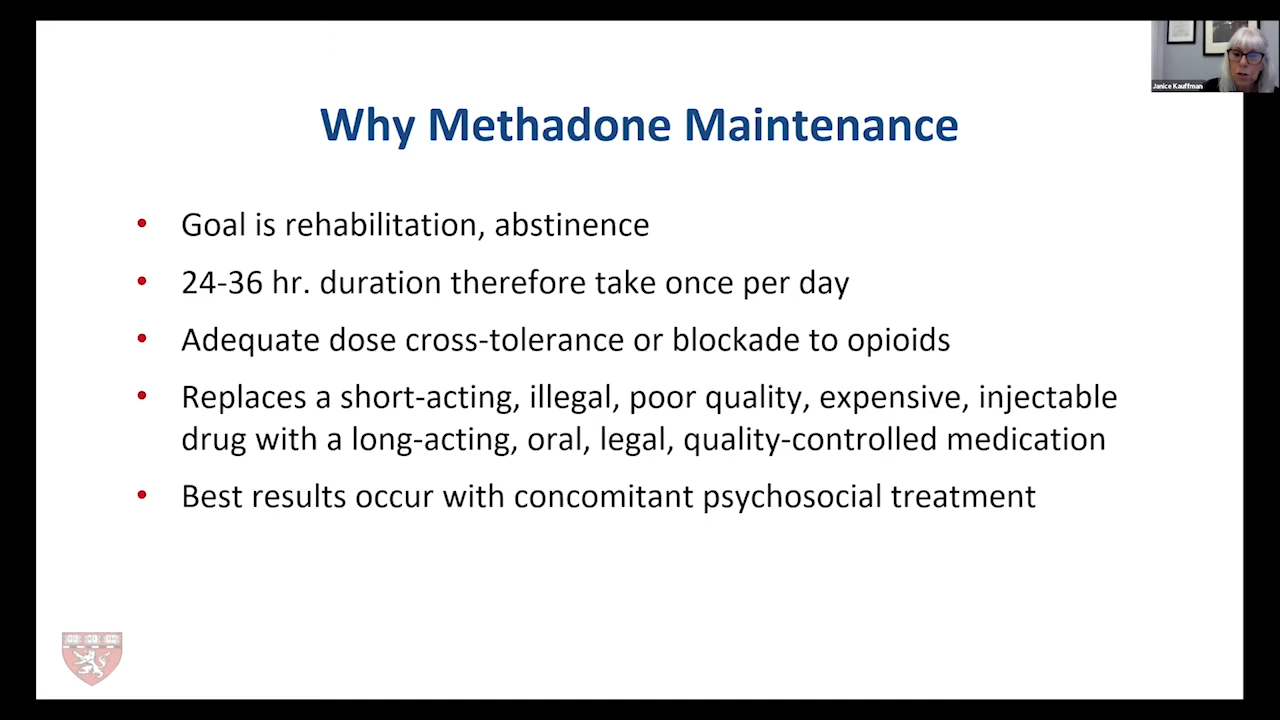 Janice Kauffman
Why Methadone Maintenance
• Goal is rehabilitation, abstinence
• 24-36 hr. duration therefore take once per day
• Adequate dose cross-tolerance or blockade to opioids
• Replaces a short-acting, illegal, poor quality, expensive, injectable
drug with a long-acting, oral, legal, quality-controlled medication
• Best results occur with concomitant psychosocial treatment